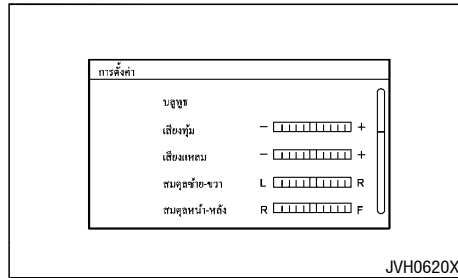 การตั้งค่า
บลูทูธ
เสียงทุ้ม - +
เสียงแหลม - +
สมดุลซ้าย-ขวา L R
สมดุลหน้า-หลัง R F
JVH0620X